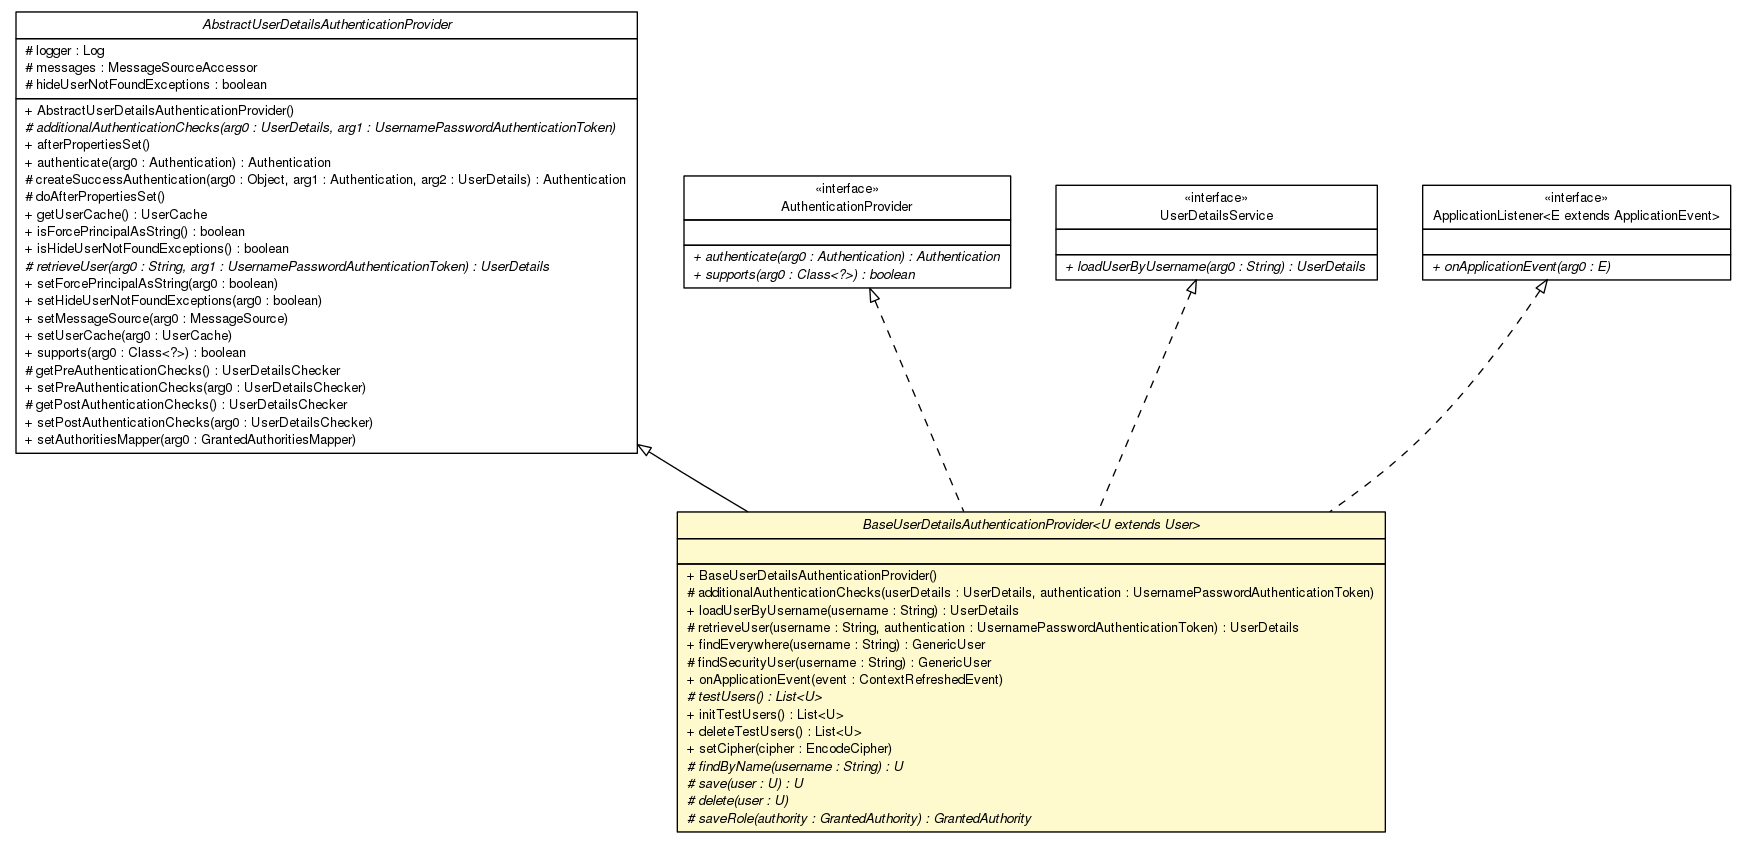 AbstractUserDetailsAuthenticationProvider
# logger : Log
# messages : MessageSourceAccessor
# hideUserNotFoundExceptions : boolean
+ AbstractUserDetailsAuthenticationProvider()
# additionalAuthenticationChecks(arg0 : UserDetails, arg1 : UsernamePasswordAuthenticationToken)
+ afterPropertiesSet()
+ authenticate(arg0 : Authentication) : Authentication
# createSuccessAuthentication(arg0 : Object, arg1 : Authentication, arg2 : UserDetails) : Authentication
# doAfterPropertiesSet()
+ getUserCache() : UserCache
+ isForcePrincipalAsString() : boolean
+ isHideUserNotFoundExceptions() : boolean
# retrieveUser(arg0 : String, arg1 : UsernamePasswordAuthenticationToken) : UserDetails
+ setForcePrincipalAsString(arg0 : boolean)
+ setHideUserNotFoundExceptions(arg0 : boolean)
+ setMessageSource(arg0 : MessageSource)
+ setUserCache(arg0 : UserCache)
+ supports(arg0 : Class<?>) : boolean
# getPreAuthenticationChecks() : UserDetailsChecker
+ setPreAuthenticationChecks(arg0 : UserDetailsChecker)
# getPostAuthenticationChecks() : UserDetailsChecker
+ setPostAuthenticationChecks(arg0 : UserDetailsChecker)
+ setAuthoritiesMapper(arg0 : GrantedAuthoritiesMapper)
«interface»
AuthenticationProvider
+ authenticate(arg0 : Authentication) : Authentication
+ supports(arg0 : Class<?>) : boolean
«interface»
UserDetailsService
+ loadUserByUsername(arg0 : String) : UserDetails
«interface»
ApplicationListener<E extends ApplicationEvent>
+ onApplicationEvent(arg0 : E)
BaseUserDetailsAuthenticationProvider<U extends User>
+ BaseUserDetailsAuthenticationProvider()
# additionalAuthenticationChecks(userDetails : UserDetails, authentication : UsernamePasswordAuthenticationToken)
+ loadUserByUsername(username : String) : UserDetails
# retrieveUser(username : String, authentication : UsernamePasswordAuthenticationToken) : UserDetails
+ findEverywhere(username : String) : GenericUser
# findSecurityUser(username : String) : GenericUser
+ onApplicationEvent(event : ContextRefreshedEvent)
# testUsers() : List<U>
+ initTestUsers() : List<U>
+ deleteTestUsers() : List<U>
+ setCipher(cipher : EncodeCipher)
# findByName(username : String) : U
# save(user : U) : U
# delete(user : U)
# saveRole(authority : GrantedAuthority) : GrantedAuthority